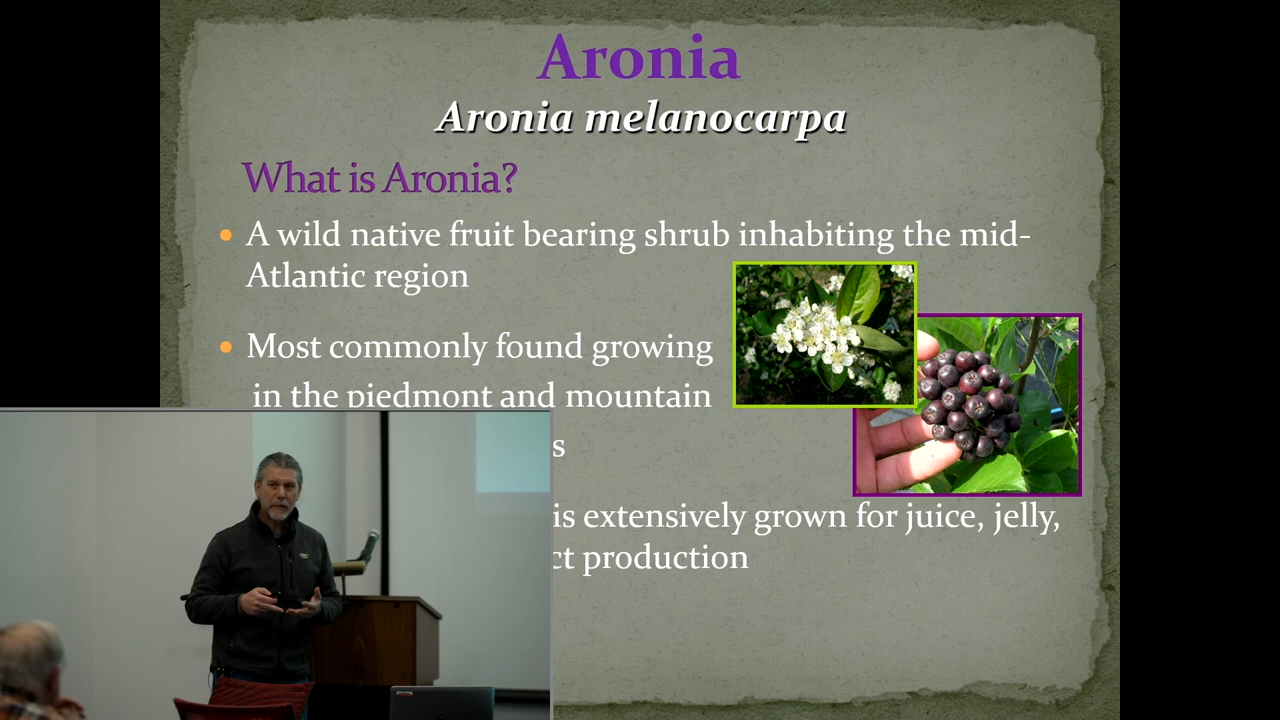 Aronia
Aronia melanocarpa
What is Aronia?
• A wild native fruit bearing shrub inhabiting the mid-
Atlantic region
• Most commonly found growing
in the piedmont and mountain
s
is extensively grown for juice, jelly,
ct production